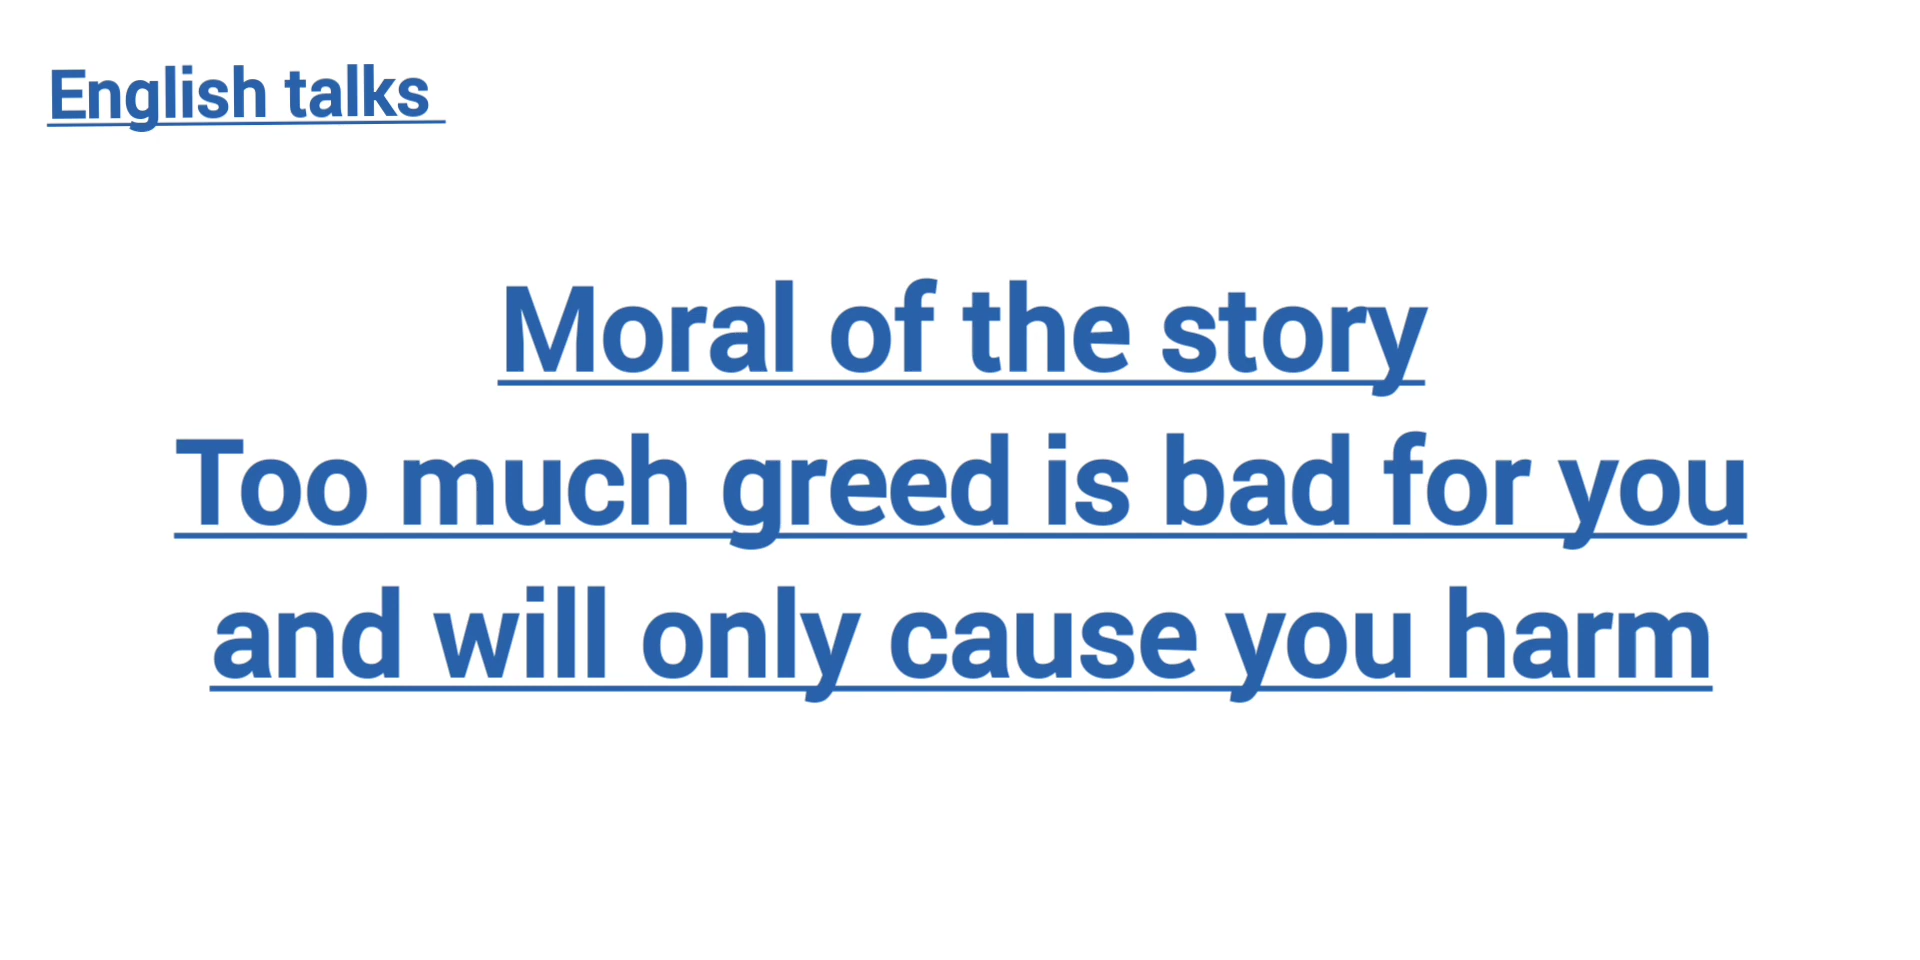 English talks
Moral of the story
Too much greed is bad for you
and will only cause you harm